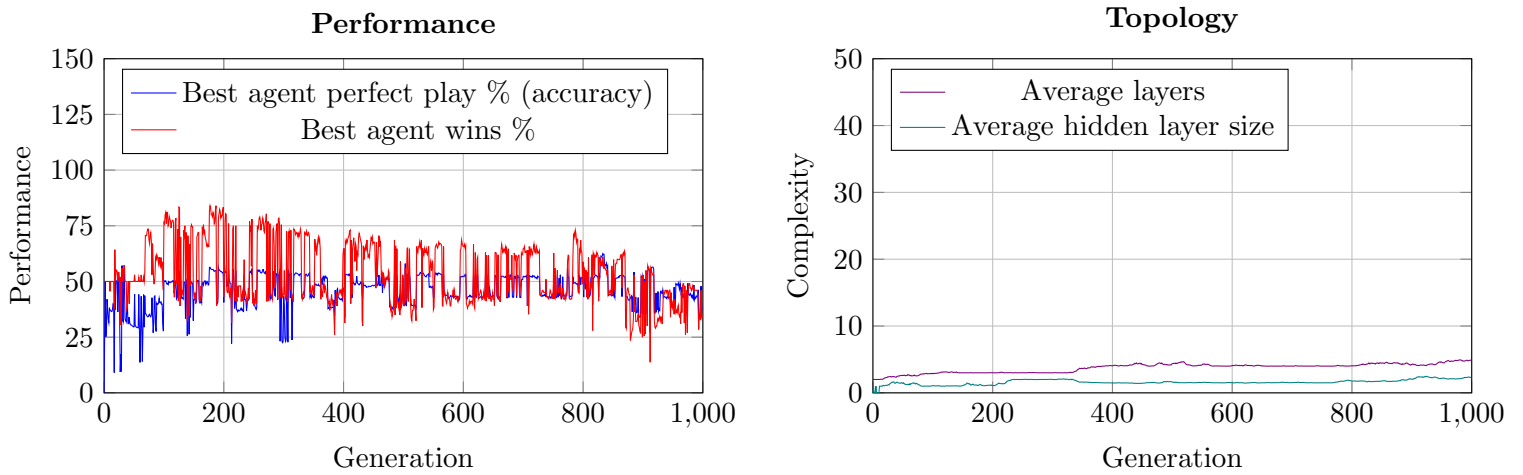 Performance
Performance
150
125
100
75
50
25
0
Best agent perfect play % (accuracy)
Best agent wins %
0 200 400 600 800 1,000
Generation
Topology
Complexity
50
40
30
20
10
0
Average layers
Average hidden layer size
0 200 400 600 800 1,000
Generation